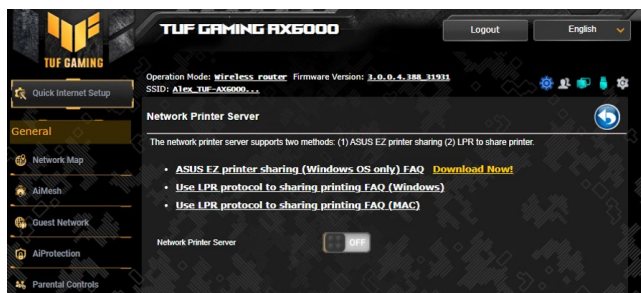 TUF GAMING AX6000
Logout
English
TUF GAMING
Operation Mode: Wireless router Firmware Version: 3.0.0.4.388_31931
SSID: Alex_TUF-AX6000...
Quick Internet Setup
General
Network Map
AiMesh
Guest Network
AiProtection
Parental Controls
Network Printer Server
The network printer server supports two methods: (1) ASUS EZ printer sharing (2) LPR to share printer.
• ASUS EZ printer sharing (Windows OS only) FAQ Download Now!
• Use LPR protocol to sharing printing FAQ (Windows)
• Use LPR protocol to sharing printing FAQ (MAC)
Network Printer Server OFF